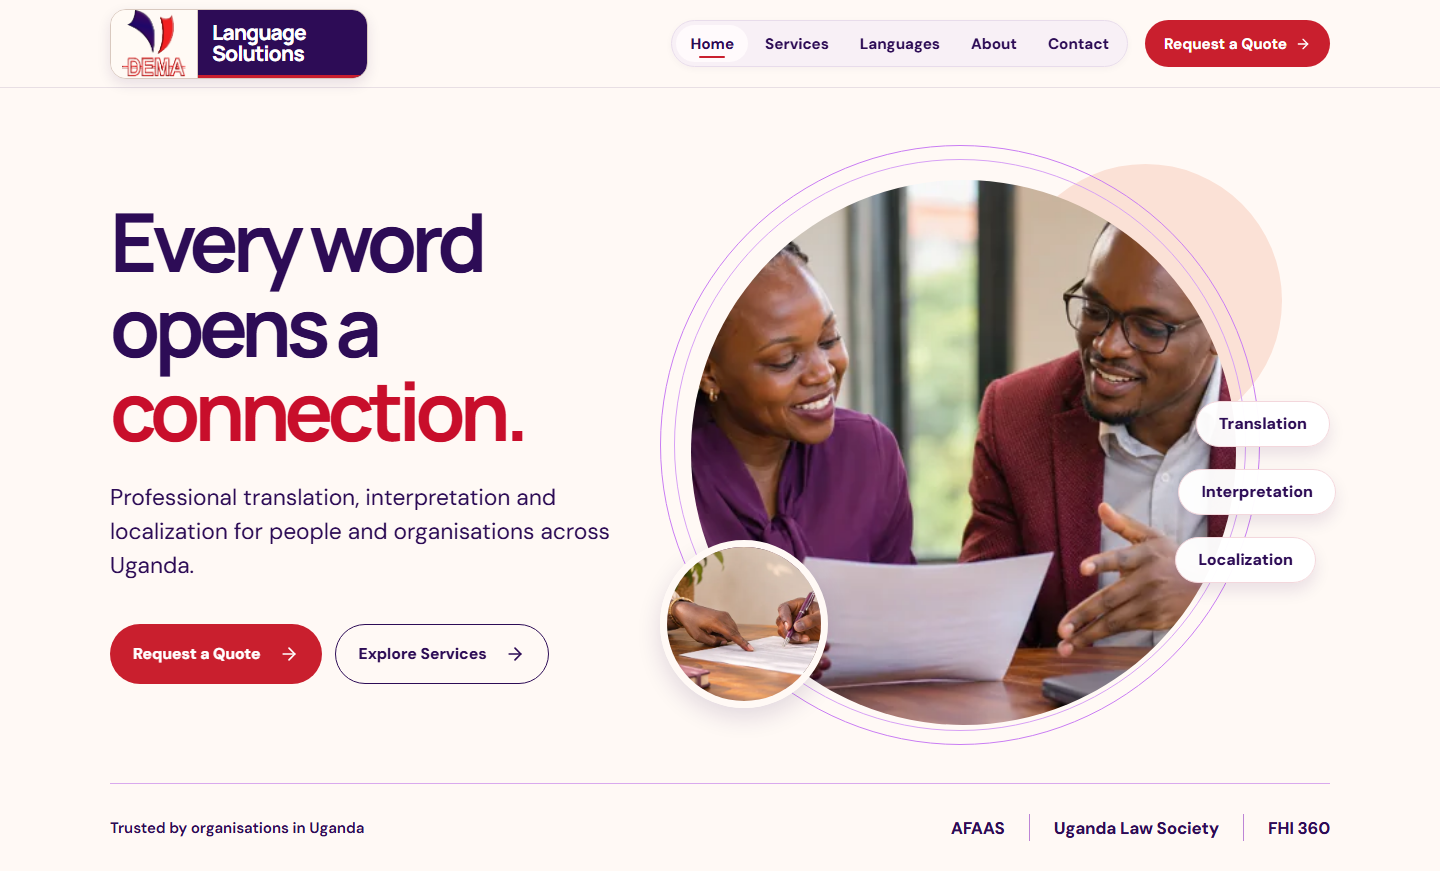 DEMA
Language
Solutions
Home
Services
Languages
About
Contact
Request a Quote
Every word
opens a
connection.
Professional translation, interpretation and
localization for people and organisations across
Uganda.
Request a Quote
Explore Services
Translation
Interpretation
Localization
Trusted by organisations in Uganda
AFAAS
Uganda Law Society
FHI 360